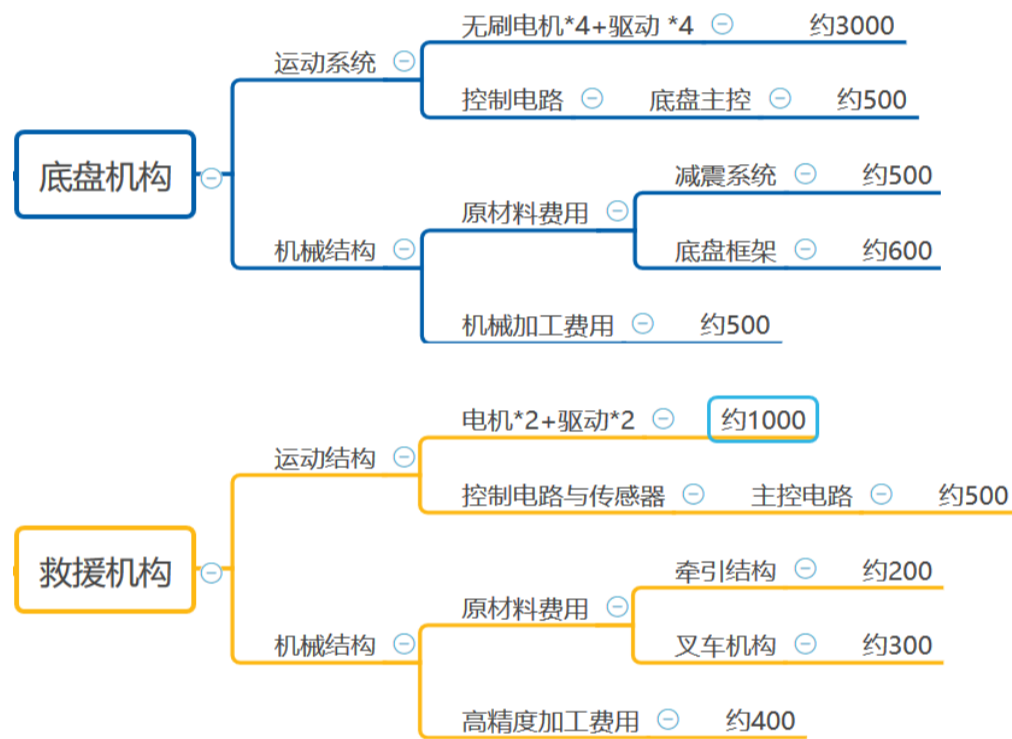 无刷电机*4+驱动 *4 约3000
运动系统
控制电路 底盘主控 约500
底盘机构
减震系统 约500
原材料费用
机械结构
底盘框架 约600
机械加工费用 约500
电机*2+驱动*2 约1000
运动结构
控制电路与传感器 主控电路 约500
救援机构
牵引结构 约200
原材料费用
机械结构
叉车机构 约300
高精度加工费用 约400